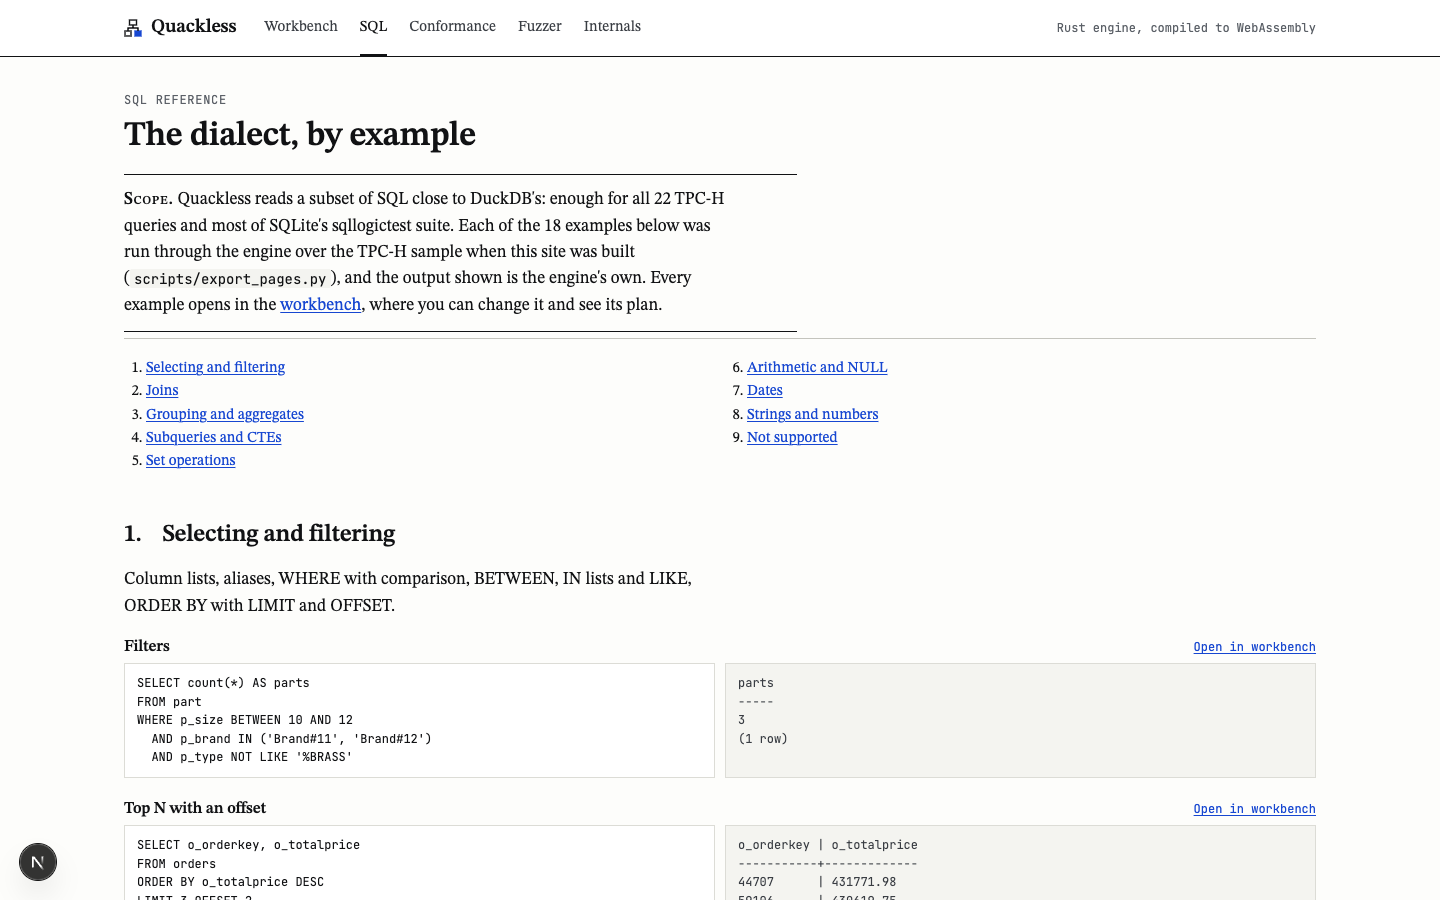 Quackless Workbench SQL Conformance Fuzzer Internals Rust engine, compiled to WebAssembly
SQL REFERENCE
The dialect, by example
SCOPE. Quackless reads a subset of SQL close to DuckDB's: enough for all 22 TPC-H
queries and most of SQLite's sqllogictest suite. Each of the 18 examples below was
run through the engine over the TPC-H sample when this site was built
(scripts/export_pages.py), and the output shown is the engine's own. Every
example opens in the workbench, where you can change it and see its plan.
1. Selecting and filtering
2. Joins
3. Grouping and aggregates
4. Subqueries and CTEs
5. Set operations
6. Arithmetic and NULL
7. Dates
8. Strings and numbers
9. Not supported
1. Selecting and filtering
Column lists, aliases, WHERE with comparison, BETWEEN, IN lists and LIKE,
ORDER BY with LIMIT and OFFSET.
Filters Open in workbench
SELECT count(*) AS parts
FROM part
WHERE p_size BETWEEN 10 AND 12
  AND p_brand IN ('Brand#11', 'Brand#12')
  AND p_type NOT LIKE '%BRASS'
parts
-----
3
(1 row)
Top N with an offset Open in workbench
SELECT o_orderkey, o_totalprice
FROM orders
ORDER BY o_totalprice DESC
LIMIT 3 OFFSET 2
o_orderkey | o_totalprice
-----------+-------------
44707      | 431771.98
N